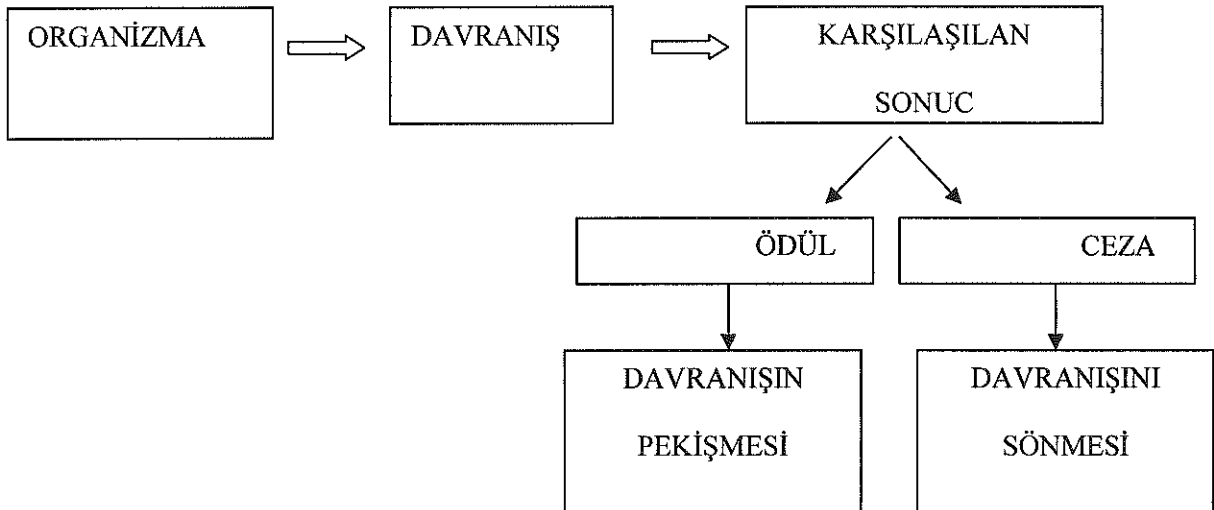 ORGANİZMA
DAVRANIŞ
KARŞILAŞILAN
SONUC
ÖDÜL
CEZA
DAVRANIŞIN
PEKİŞMESİ
DAVRANIŞINI
SÖNMESİ